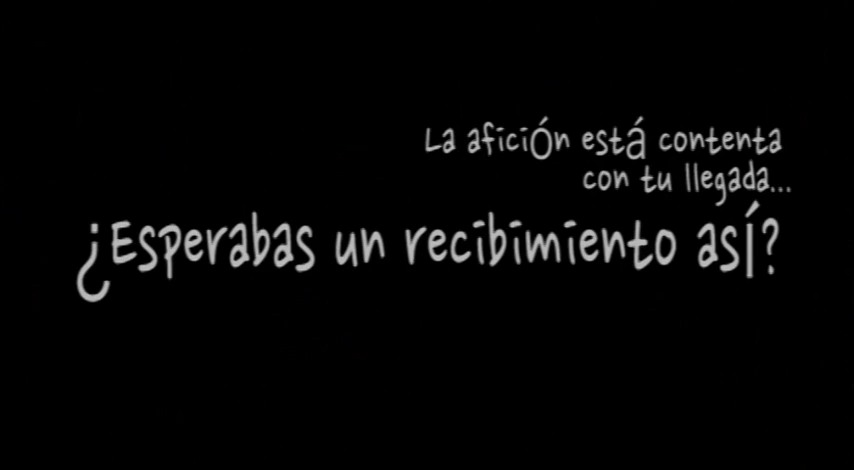 La afición está contenta
con tu llegada...
¿Esperabas un recibimiento así?